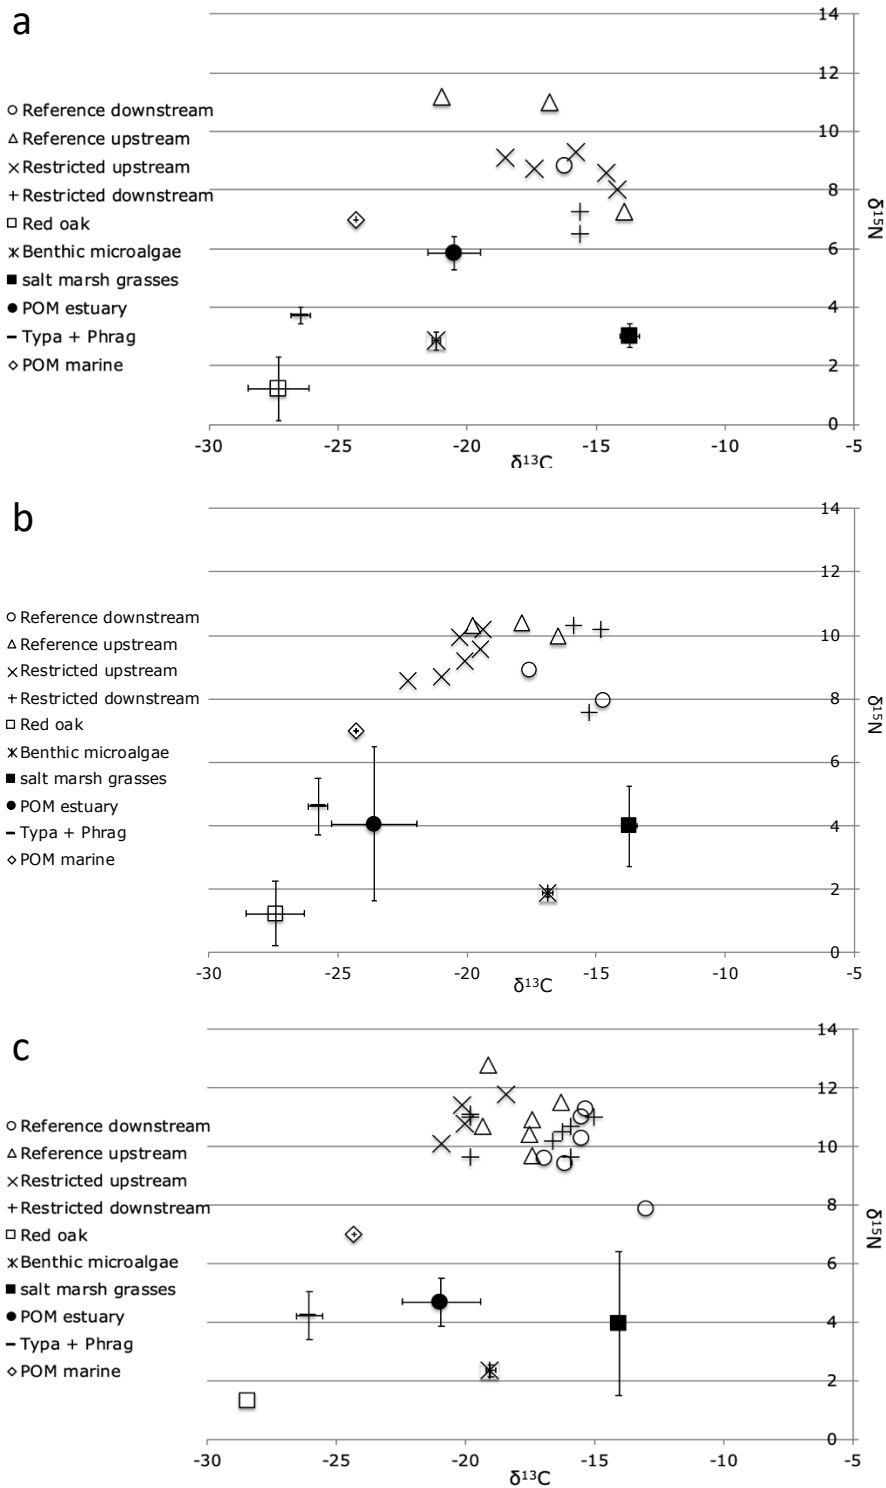 a
14
12
10
8
6
4
2
0
Reference downstream
Reference upstream
Restricted upstream
Restricted downstream
Red oak
Benthic microalgae
salt marsh grasses
POM estuary
Typa + Phrag
POM marine
δ¹⁵N
-30 -25 -20 -15 -10 -5
δ¹³C
b
14
12
10
8
6
4
2
0
Reference downstream
Reference upstream
Restricted upstream
Restricted downstream
Red oak
Benthic microalgae
salt marsh grasses
POM estuary
Typa + Phrag
POM marine
δ¹⁵N
-30 -25 -20 -15 -10 -5
δ¹³C
c
14
12
10
8
6
4
2
0
Reference downstream
Reference upstream
Restricted upstream
Restricted downstream
Red oak
Benthic microalgae
salt marsh grasses
POM estuary
Typa + Phrag
POM marine
δ¹⁵N
-30 -25 -20 -15 -10 -5
δ¹³C